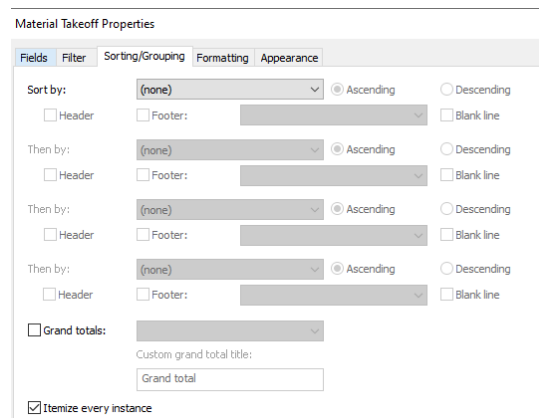 Material Takeoff Properties
Fields Filter Sorting/Grouping Formatting Appearance
Sort by: (none) Ascending Descending
Header Footer: Blank line
Then by: (none) Ascending Descending
Header Footer: Blank line
Then by: (none) Ascending Descending
Header Footer: Blank line
Then by: (none) Ascending Descending
Header Footer: Blank line
Grand totals:
Custom grand total title:
Grand total
Itemize every instance